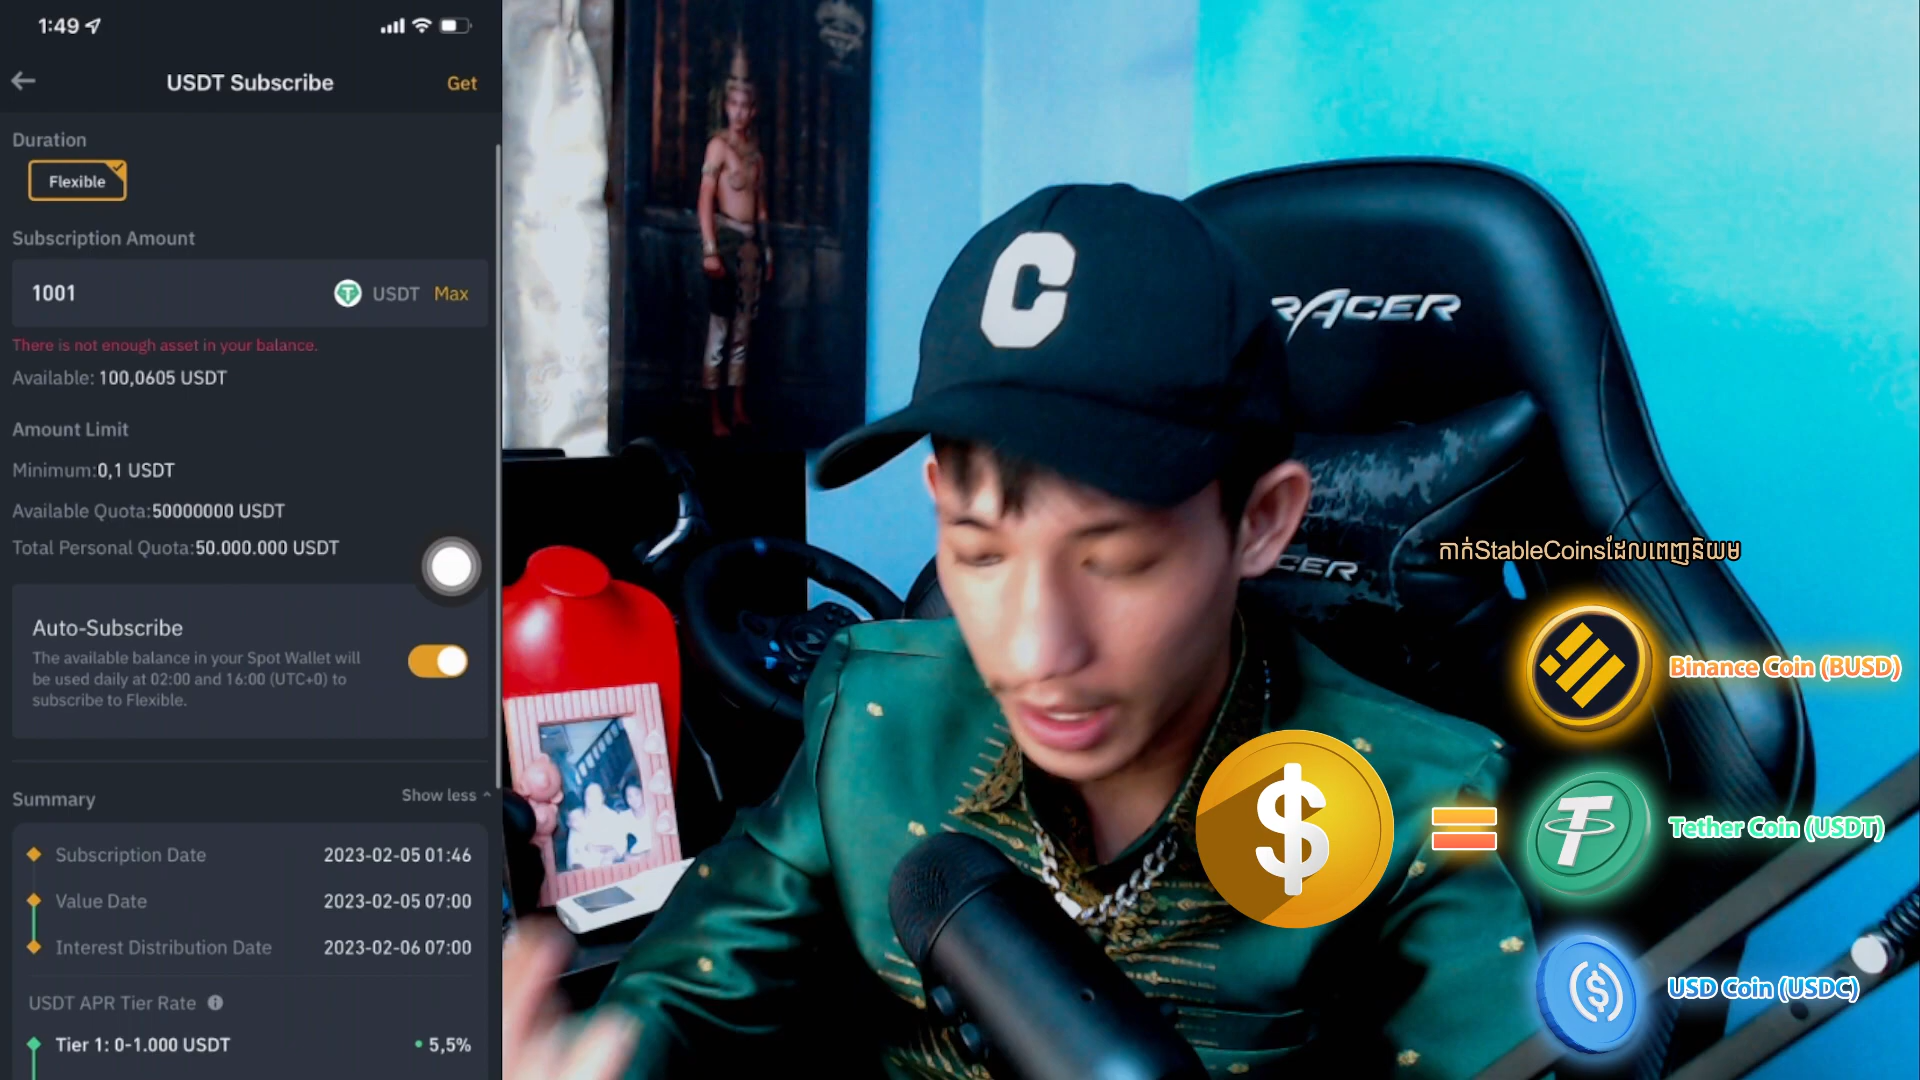 1:49
USDT Subscribe
Get
Duration
Flexible
Subscription Amount
1001
USDT Max
There is not enough asset in your balance.
Available: 100,0605 USDT
Amount Limit
Minimum:0,1 USDT
Available Quota:50000000 USDT
Total Personal Quota:50.000.000 USDT
Auto-Subscribe
The available balance in your Spot Wallet will
be used daily at 02:00 and 16:00 (UTC+0) to
subscribe to Flexible.
Summary
Show less
Subscription Date 2023-02-05 01:46
Value Date 2023-02-05 07:00
Interest Distribution Date 2023-02-06 07:00
USDT APR Tier Rate
Tier 1: 0-1.000 USDT 5,5%
C
RACER
CER
កាក់StableCoinsដែលពេញនិយម
Binance Coin (BUSD)
$ =
Tether Coin (USDT)
USD Coin (USDC)